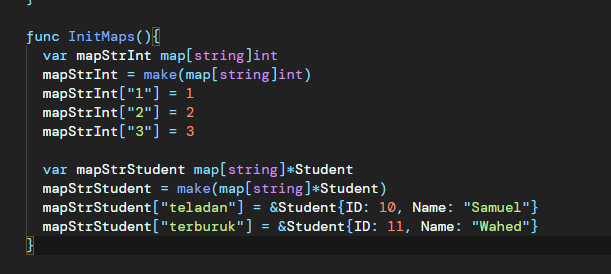 }
func InitMaps(){
  var mapStrInt map[string]int
  mapStrInt = make(map[string]int)
  mapStrInt["1"] = 1
  mapStrInt["2"] = 2
  mapStrInt["3"] = 3

  var mapStrStudent map[string]*Student
  mapStrStudent = make(map[string]*Student)
  mapStrStudent["teladan"] = &Student{ID: 10, Name: "Samuel"}
  mapStrStudent["terburuk"] = &Student{ID: 11, Name: "Wahed"}
}